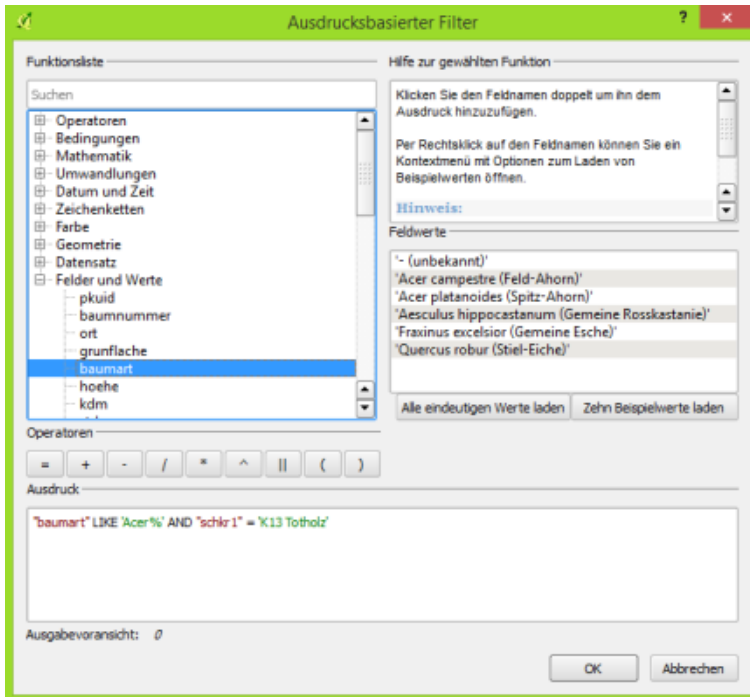 Ausdrucksbasierter Filter
?
×
Funktionsliste
Suchen
Operatoren
Bedingungen
Mathematik
Umwandlungen
Datum und Zeit
Zeichenketten
Farbe
Geometrie
Datensatz
Felder und Werte
pkuid
baumnummer
ort
grunflache
baumart
hoehe
kdm
Hilfe zur gewählten Funktion
Klicken Sie den Feldnamen doppelt um ihn dem
Ausdruck hinzuzufügen.
Per Rechtsklick auf den Feldnamen können Sie ein
Kontextmenü mit Optionen zum Laden von
Beispielwerten öffnen.
Hinweis:
Feldwerte
'- (unbekannt)'
'Acer campestre (Feld-Ahorn)'
'Acer platanoides (Spitz-Ahorn)'
'Aesculus hippocastanum (Gemeine Rosskastanie)'
'Fraxinus excelsior (Gemeine Esche)'
'Quercus robur (Stiel-Eiche)'
Alle eindeutigen Werte laden Zehn Beispielwerte laden
Operatoren
= + - / * ^ || ( )
Ausdruck
"baumart" LIKE 'Acer%' AND "schkr1" = 'K13 Totholz'
Ausgabevoransicht: 0
OK Abbrechen